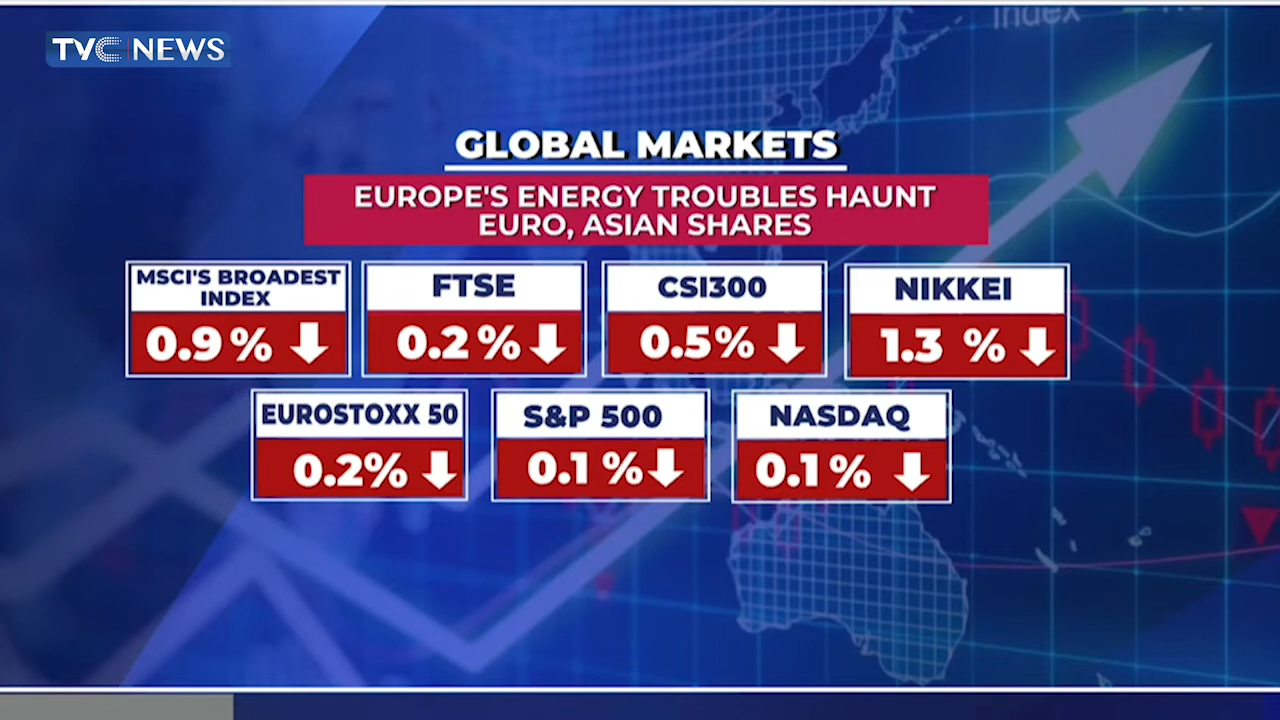 TVC NEWS
Index
GLOBAL MARKETS
EUROPE'S ENERGY TROUBLES HAUNT
EURO, ASIAN SHARES
MSCI'S BROADEST
INDEX
0.9 %
FTSE
0.2 %
CSI300
0.5%
NIKKEI
1.3 %
EUROSTOXX 50
0.2%
S&P 500
0.1 %
NASDAQ
0.1 %